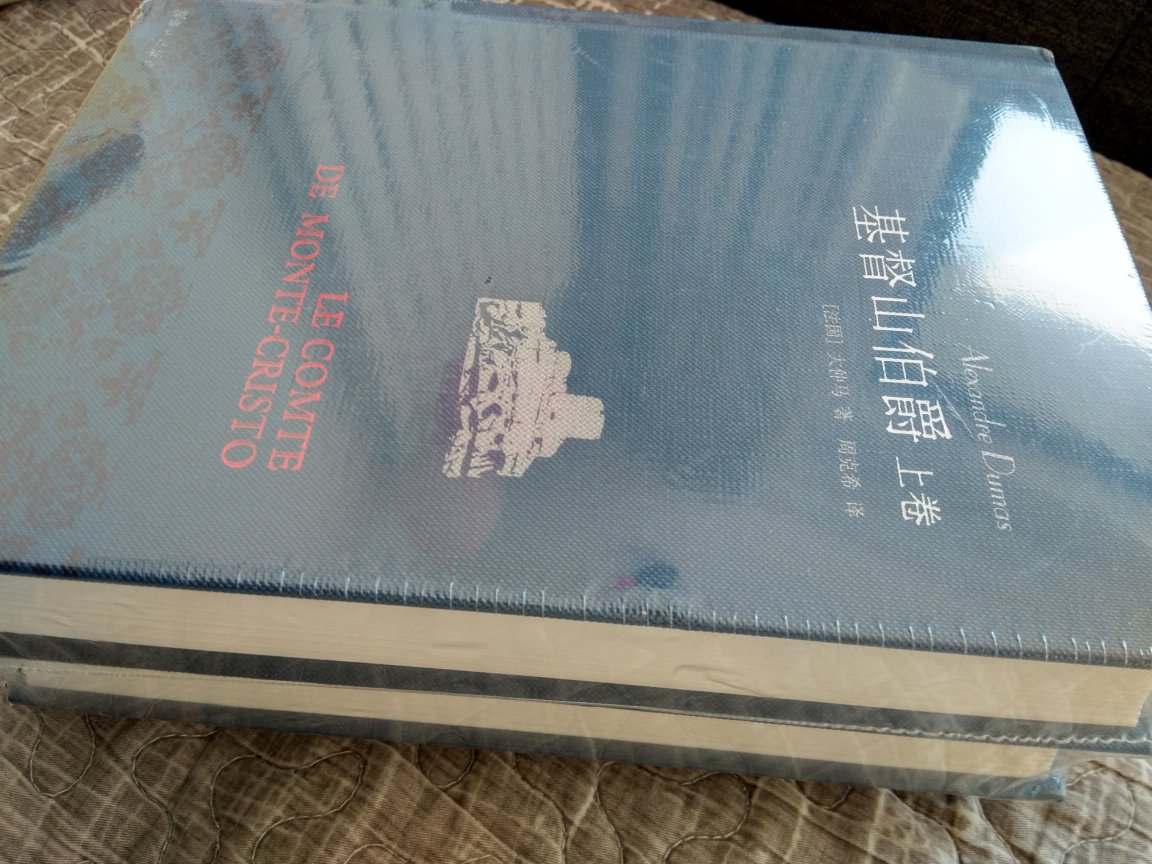 Alexandre Dumas
基督山伯爵 上卷
[法国] 大仲马 著 周克希 译
LE COMTE
DE MONTE-CRISTO